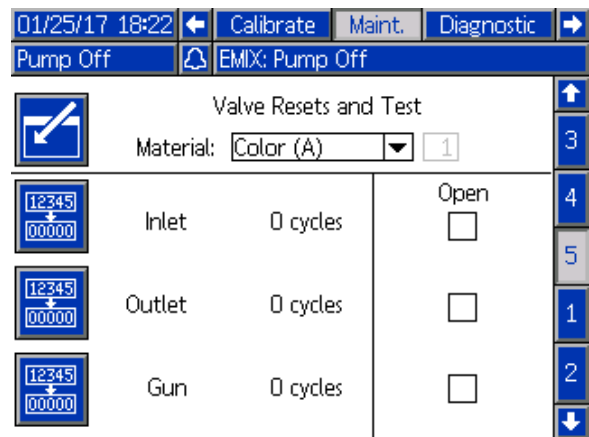 01/25/17 18:22 Calibrate Maint. Diagnostic
Pump Off EMIX: Pump Off
Valve Resets and Test
Material: Color (A) 1
3
12345
00000
Inlet 0 cycles
Open
4
5
12345
00000
Outlet 0 cycles
1
12345
00000
Gun 0 cycles
2